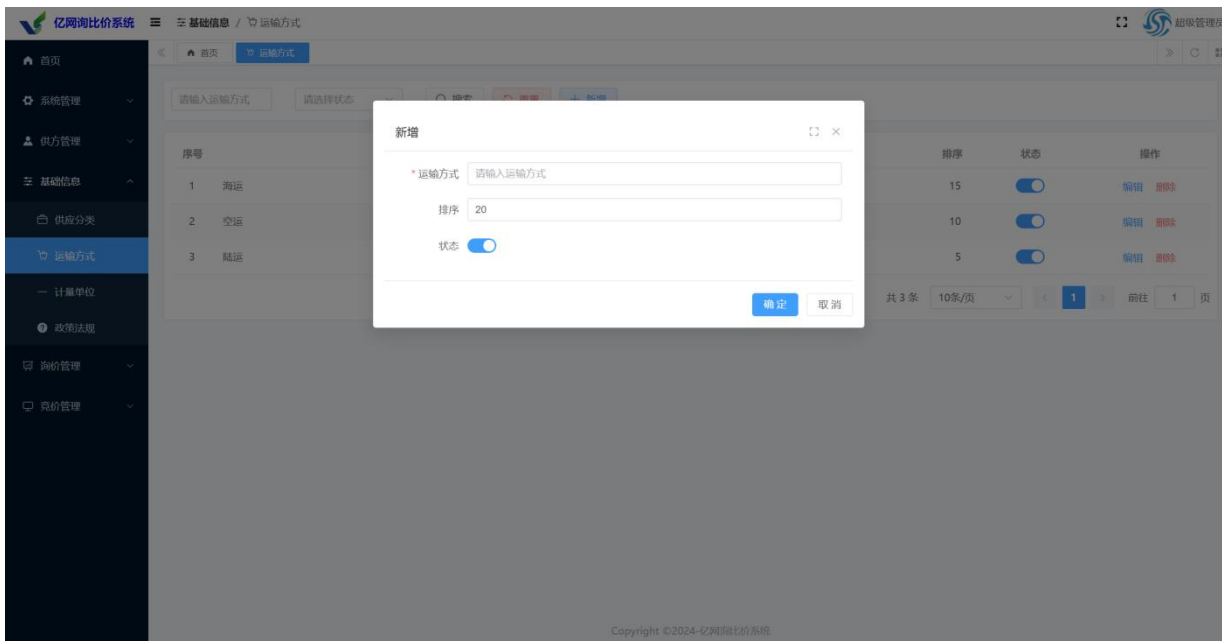 亿网询比价系统 基础信息 / 运输方式 超级管理员
首页 运输方式
首页
系统管理
供方管理
基础信息
供应分类
运输方式
计量单位
政策法规
询价管理
竞价管理
请输入运输方式 请选择状态 搜索 重置 新增
序号 排序 状态 操作
1 海运 15 编辑 删除
2 空运 10 编辑 删除
3 陆运 5 编辑 删除
共 3 条 10条/页 1 前往 1 页
新增
* 运输方式 请输入运输方式
排序 20
状态
确定 取消
Copyright ©2024-亿网询比价系统